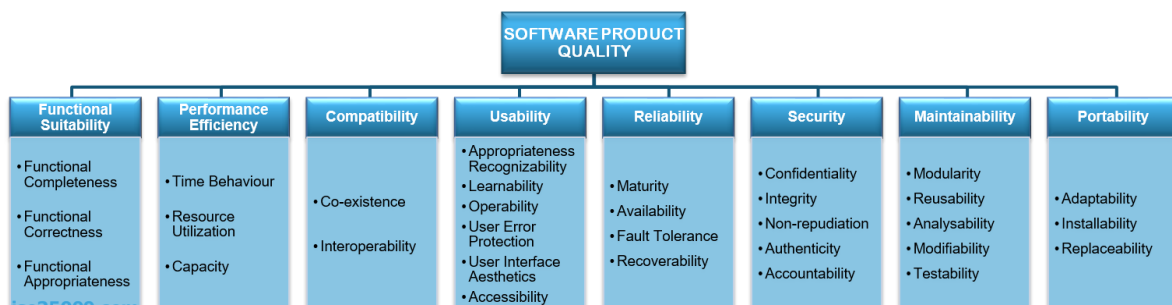 SOFTWARE PRODUCT
QUALITY
Functional
Suitability
• Functional
Completeness
• Functional
Correctness
• Functional
Appropriateness
Performance
Efficiency
• Time Behaviour
• Resource
Utilization
• Capacity
Compatibility
• Co-existence
• Interoperability
Usability
• Appropriateness
Recognizability
• Learnability
• Operability
• User Error
Protection
• User Interface
Aesthetics
• Accessibility
Reliability
• Maturity
• Availability
• Fault Tolerance
• Recoverability
Security
• Confidentiality
• Integrity
• Non-repudiation
• Authenticity
• Accountability
Maintainability
• Modularity
• Reusability
• Analysability
• Modifiability
• Testability
Portability
• Adaptability
• Installability
• Replaceability